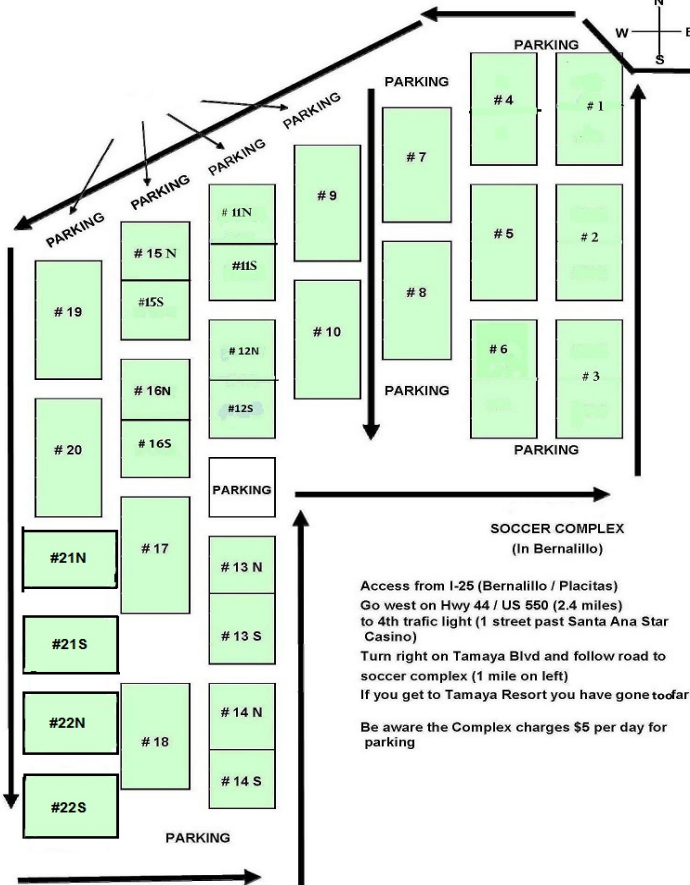 N
W
E
S
PARKING
PARKING
PARKING
PARKING
PARKING
PARKING
# 4
# 1
# 7
# 9
# 11N
# 5
# 2
# 15 N
#11S
# 8
#15S
# 19
# 10
# 12N
# 6
# 3
# 16N
#12S
PARKING
# 16S
# 20
PARKING
PARKING
#21N
# 17
# 13 N
#21S
# 13 S
#22N
# 18
# 14 N
#22S
# 14 S
PARKING
SOCCER COMPLEX
(In Bernalillo)
Access from I-25 (Bernalillo / Placitas)
Go west on Hwy 44 / US 550 (2.4 miles)
to 4th trafic light (1 street past Santa Ana Star
Casino)
Turn right on Tamaya Blvd and follow road to
soccer complex (1 mile on left)
If you get to Tamaya Resort you have gone too far
Be aware the Complex charges $5 per day for
parking